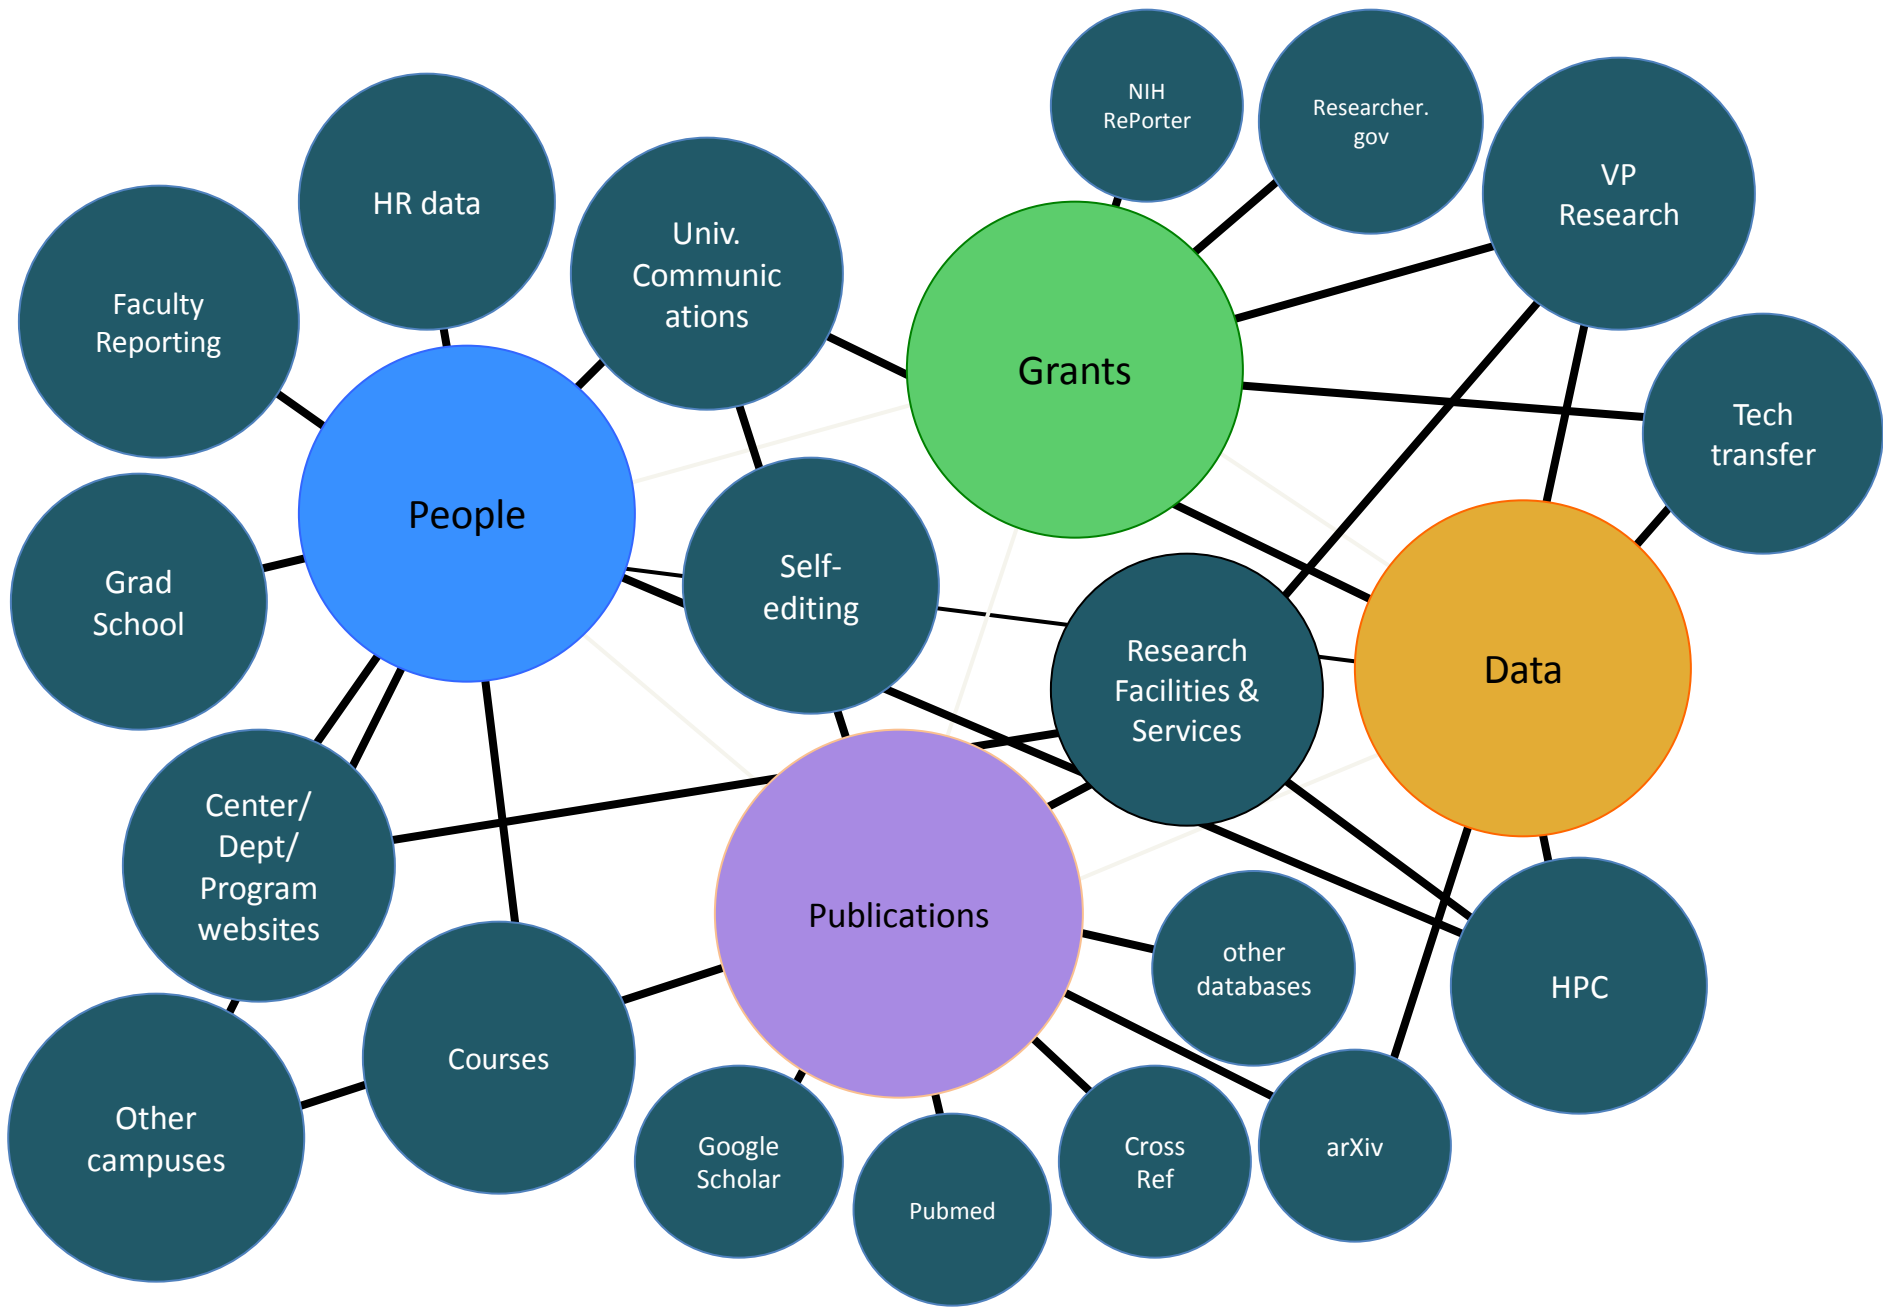 NIH
RePorter
Researcher.
gov
VP
Research
HR data
Univ.
Communic
ations
Faculty
Reporting
Grants
Tech
transfer
People
Self-
editing
Grad
School
Research
Facilities &
Services
Data
Center/
Dept/
Program
websites
Publications
other
databases
HPC
Courses
Other
campuses
Google
Scholar
Pubmed
Cross
Ref
arXiv